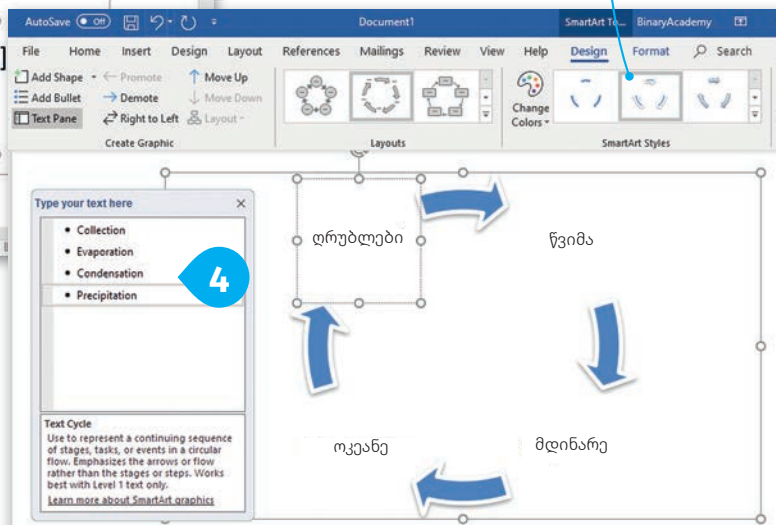 AutoSave Off Document1 SmartArt To... BinaryAcademy
File Home Insert Design Layout References Mailings Review View Help Design Format Search
Add Shape Promote Move Up
Add Bullet Demote Move Down
Text Pane Right to Left Layout
Create Graphic
Layouts
Change
Colors
SmartArt Styles
Type your text here
• Collection
• Evaporation
• Condensation
• Precipitation
4
Text Cycle
Use to represent a continuing sequence
of stages, tasks, or events in a circular
flow. Emphasizes the arrows or flow
rather than the stages or steps. Works
best with Level 1 text only.
Learn more about SmartArt graphics
ღრუბლები
წვიმა
ოკეანე
მდინარე